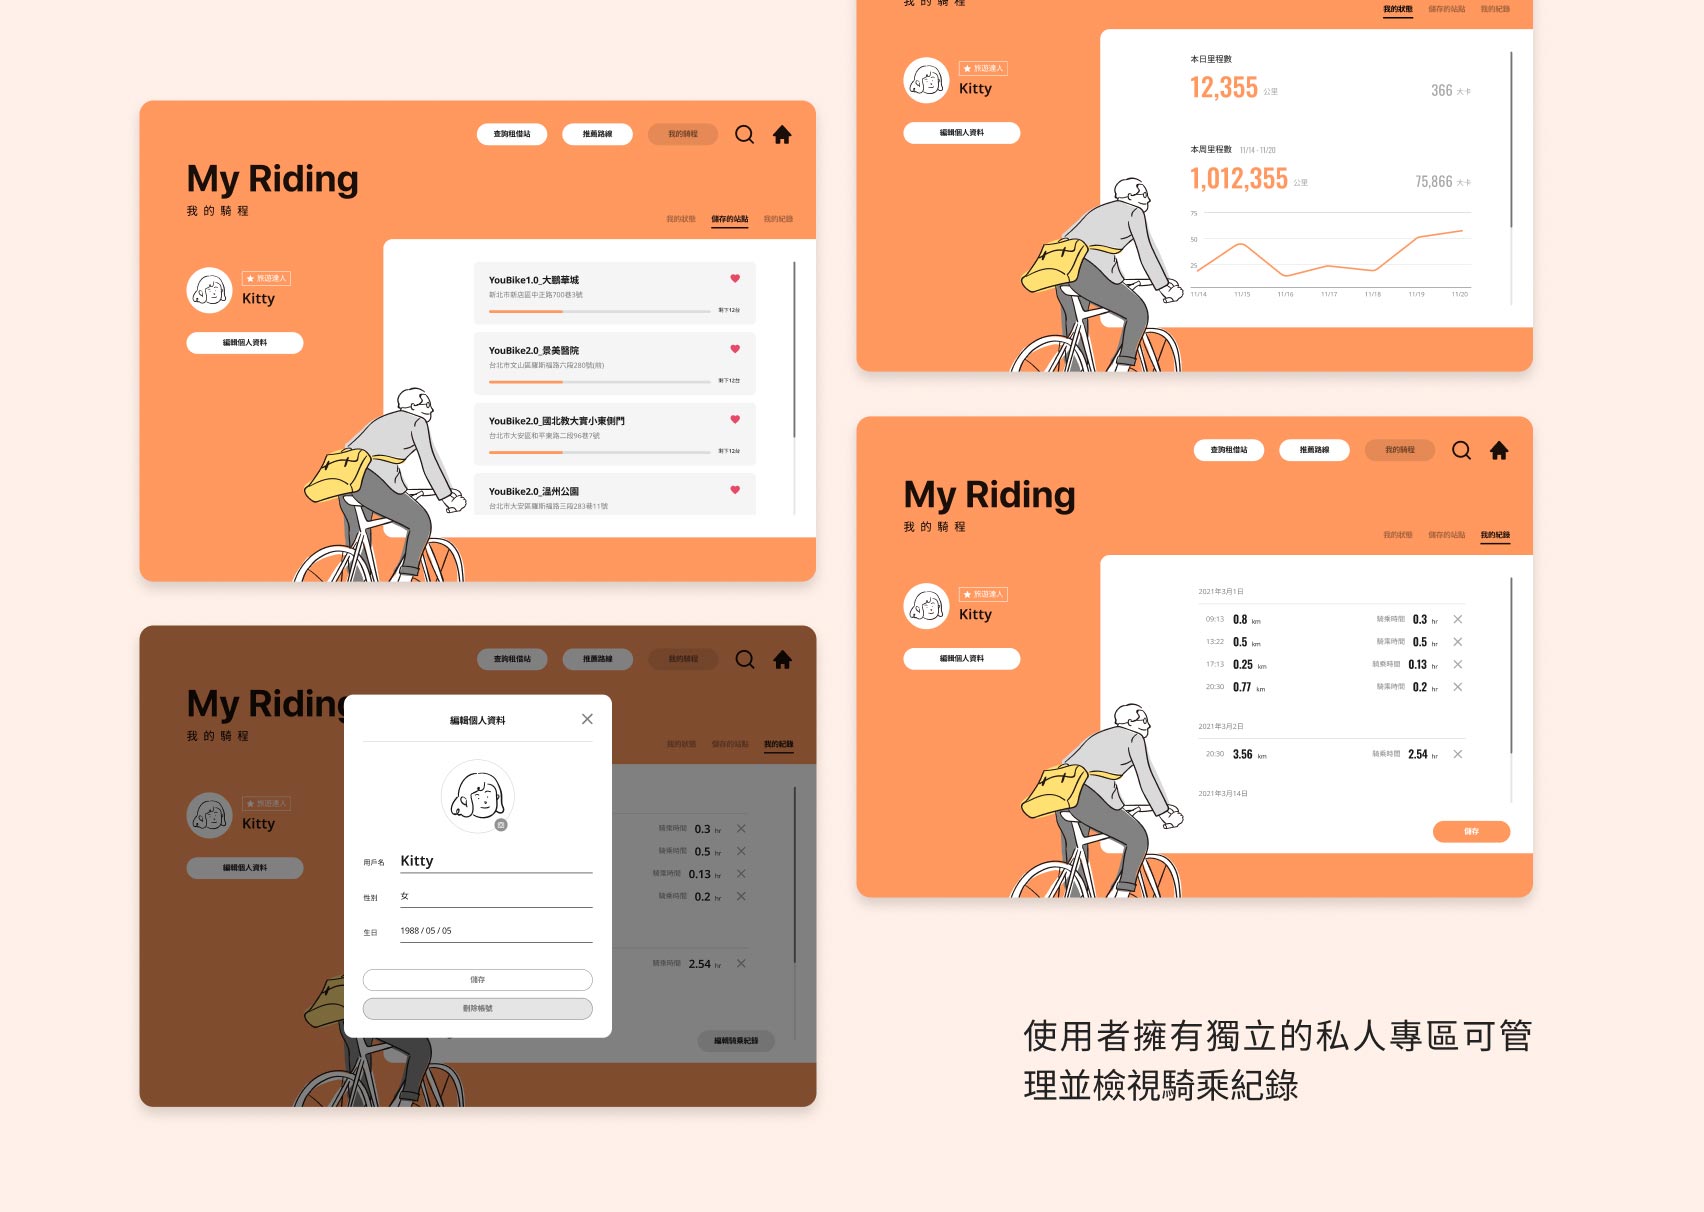 查詢租借站 推薦路線 我的騎程
My Riding
我的騎程
我的狀態 儲存的站點 我的紀錄
旅遊達人
Kitty
編輯個人資料
YouBike1.0_大鵬華城
新北市新店區中正路700巷3號
剩下12台
YouBike2.0_景美醫院
台北市文山區羅斯福路六段280號(前)
剩下12台
YouBike2.0_國北教大實小東側門
台北市大安區和平東路二段96巷7號
剩下12台
YouBike2.0_溫州公園
台北市大安區羅斯福路三段283巷11號
我的騎程
我的狀態 儲存的站點 我的紀錄
旅遊達人
Kitty
編輯個人資料
本日里程數
12,355 公里 366 大卡
本周里程數 11/14 - 11/20
1,012,355 公里 75,866 大卡
75
50
25
11/14 11/15 11/16 11/17 11/18 11/19 11/20
查詢租借站 推薦路線 我的騎程
My Riding
我的騎程
我的狀態 儲存的站點 我的紀錄
旅遊達人
Kitty
編輯個人資料
編輯個人資料
用戶名 Kitty
性別 女
生日 1988 / 05 / 05
儲存
刪除帳號
騎乘時間 0.3 hr
騎乘時間 0.5 hr
騎乘時間 0.13 hr
騎乘時間 0.2 hr
騎乘時間 2.54 hr
編輯騎乘紀錄
查詢租借站 推薦路線 我的騎程
My Riding
我的騎程
我的狀態 儲存的站點 我的紀錄
旅遊達人
Kitty
編輯個人資料
2021年3月1日
09:13 0.8 km 騎乘時間 0.3 hr
13:22 0.5 km 騎乘時間 0.5 hr
17:13 0.25 km 騎乘時間 0.13 hr
20:30 0.77 km 騎乘時間 0.2 hr
2021年3月2日
20:30 3.56 km 騎乘時間 2.54 hr
2021年3月14日
儲存
使用者擁有獨立的私人專區可管
理並檢視騎乘紀錄